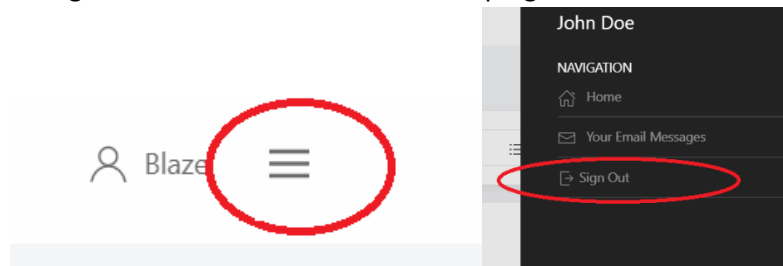 John Doe
NAVIGATION
Home
Blaze
Your Email Messages
Sign Out